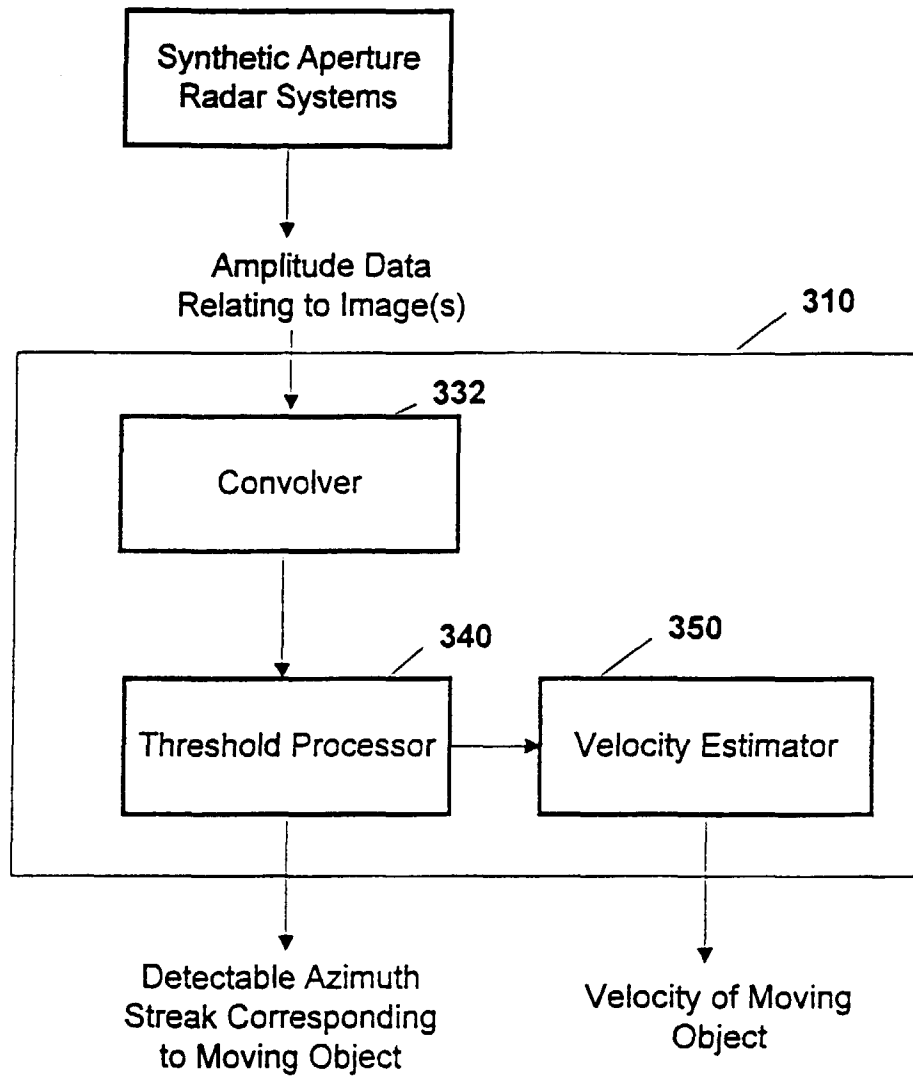 Synthetic Aperture
Radar Systems
Amplitude Data
Relating to Image(s)
310
332
Convolver
340
350
Threshold Processor
Velocity Estimator
Detectable Azimuth
Streak Corresponding
to Moving Object
Velocity of Moving
Object